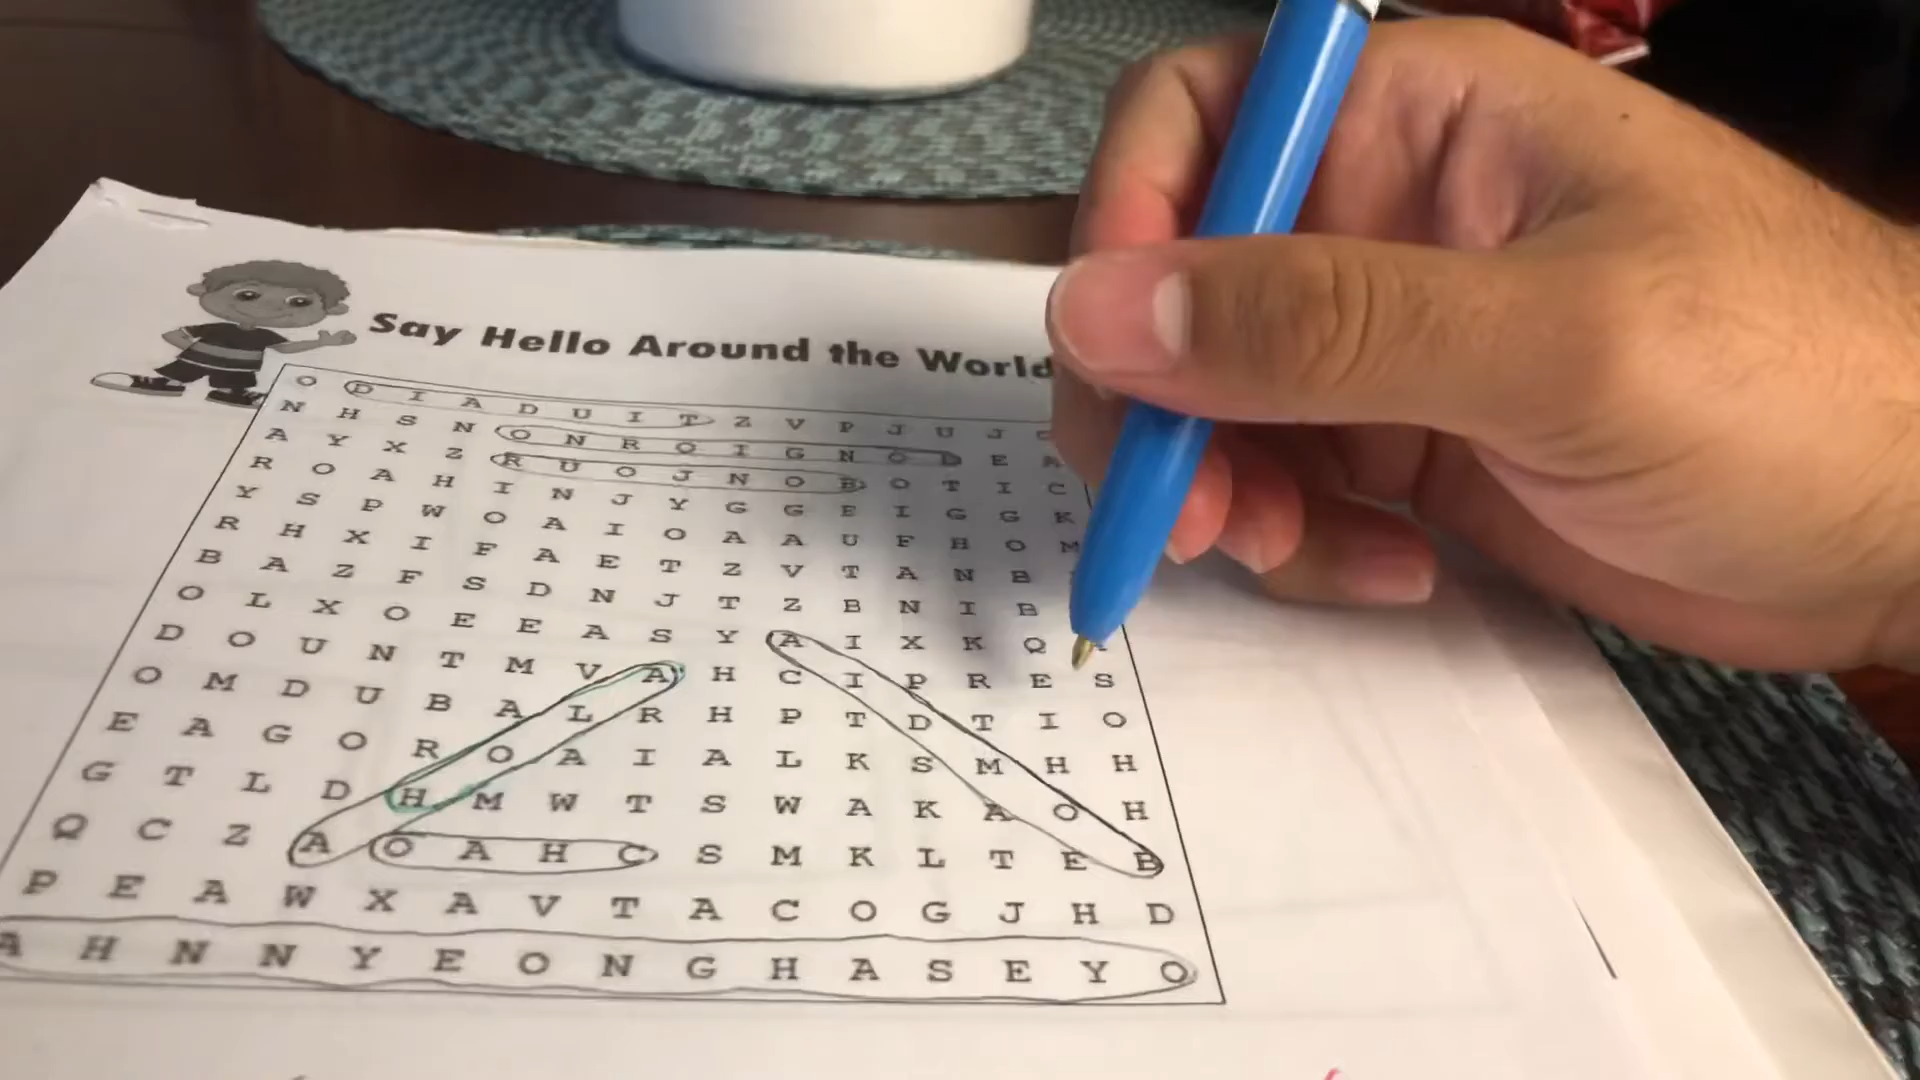 Say Hello Around the World
O D I A D U I T Z V P J U J
N H S N O N R O I G N O B E A
A Y X Z R U O J N O B O T I C
R O A H I N J Y G G E I G G K
Y S P W O A I O A A U F H O M
R H X I F A E T Z V T A N B
B A Z F S D N J T Z B N I B
O L X O E E A S Y A I X K Q
D O U N T M V A H C I P R E S
O M D U B A L R H P T D T I O
E A G O R O A I A L K S M H H
G T L D H M W T S W A K A O H
Q C Z A O A H C S M K L T E B
P E A W X A V T A C O G J H D
A H N N Y E O N G H A S E Y O